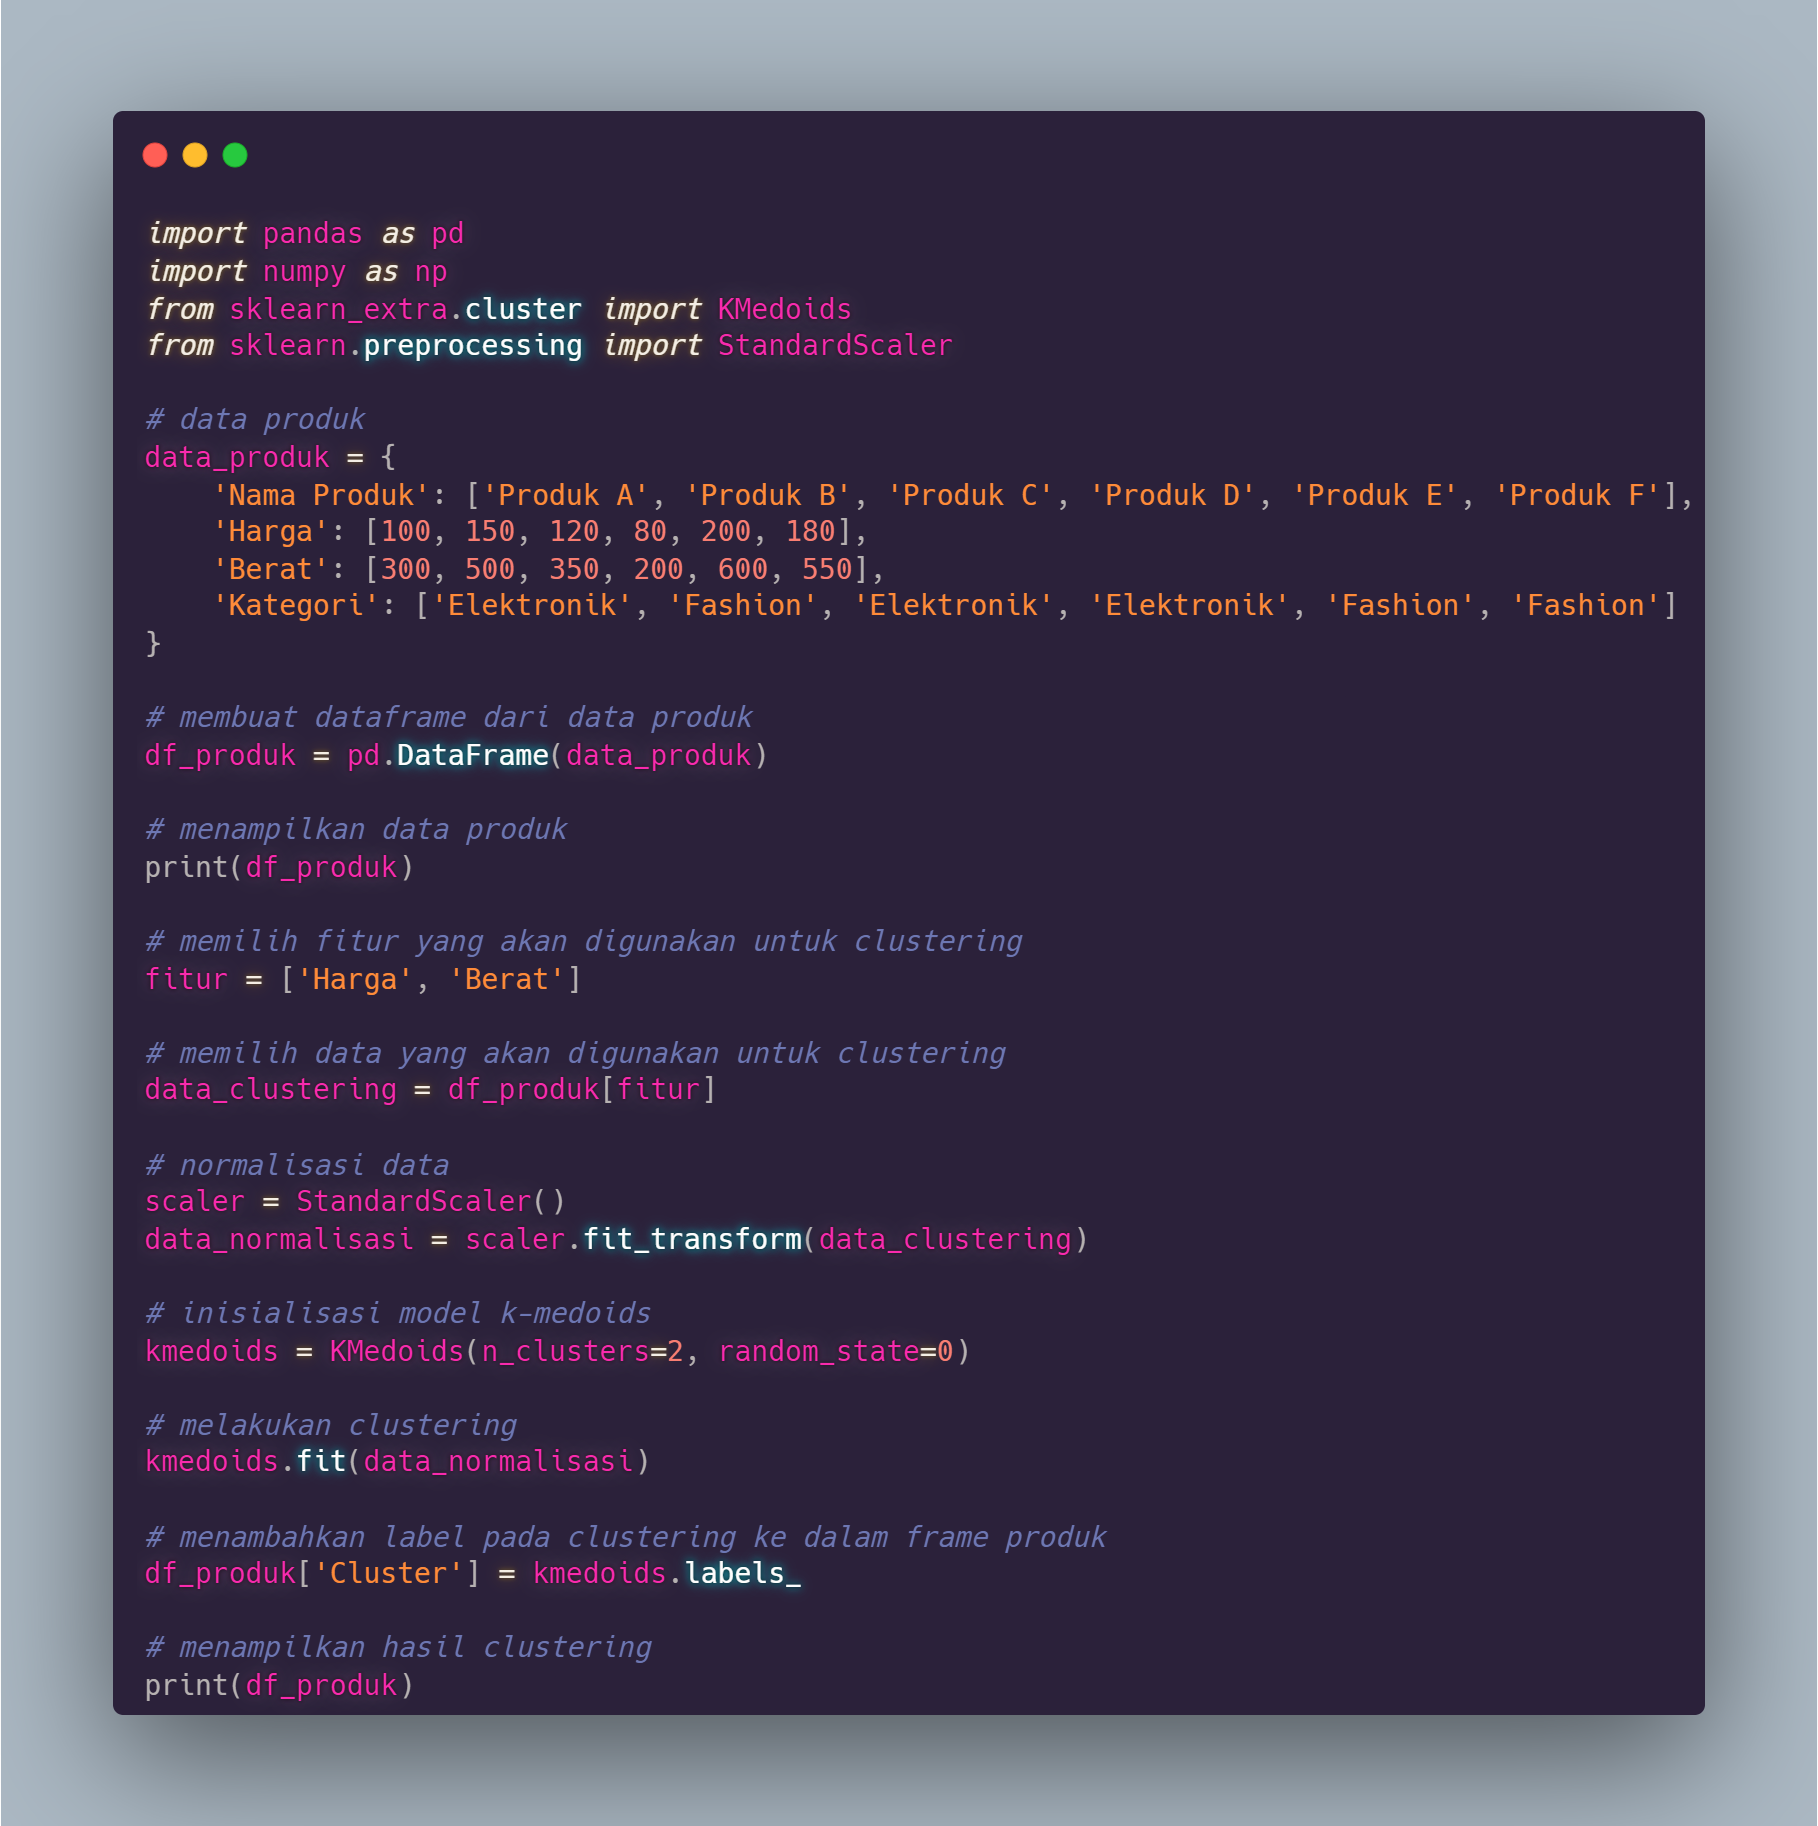 import pandas as pd
import numpy as np
from sklearn_extra.cluster import KMedoids
from sklearn.preprocessing import StandardScaler

# data produk
data_produk = {
    'Nama Produk': ['Produk A', 'Produk B', 'Produk C', 'Produk D', 'Produk E', 'Produk F'],
    'Harga': [100, 150, 120, 80, 200, 180],
    'Berat': [300, 500, 350, 200, 600, 550],
    'Kategori': ['Elektronik', 'Fashion', 'Elektronik', 'Elektronik', 'Fashion', 'Fashion']
}

# membuat dataframe dari data produk
df_produk = pd.DataFrame(data_produk)

# menampilkan data produk
print(df_produk)

# memilih fitur yang akan digunakan untuk clustering
fitur = ['Harga', 'Berat']

# memilih data yang akan digunakan untuk clustering
data_clustering = df_produk[fitur]

# normalisasi data
scaler = StandardScaler()
data_normalisasi = scaler.fit_transform(data_clustering)

# inisialisasi model k-medoids
kmedoids = KMedoids(n_clusters=2, random_state=0)

# melakukan clustering
kmedoids.fit(data_normalisasi)

# menambahkan label pada clustering ke dalam frame produk
df_produk['Cluster'] = kmedoids.labels_

# menampilkan hasil clustering
print(df_produk)